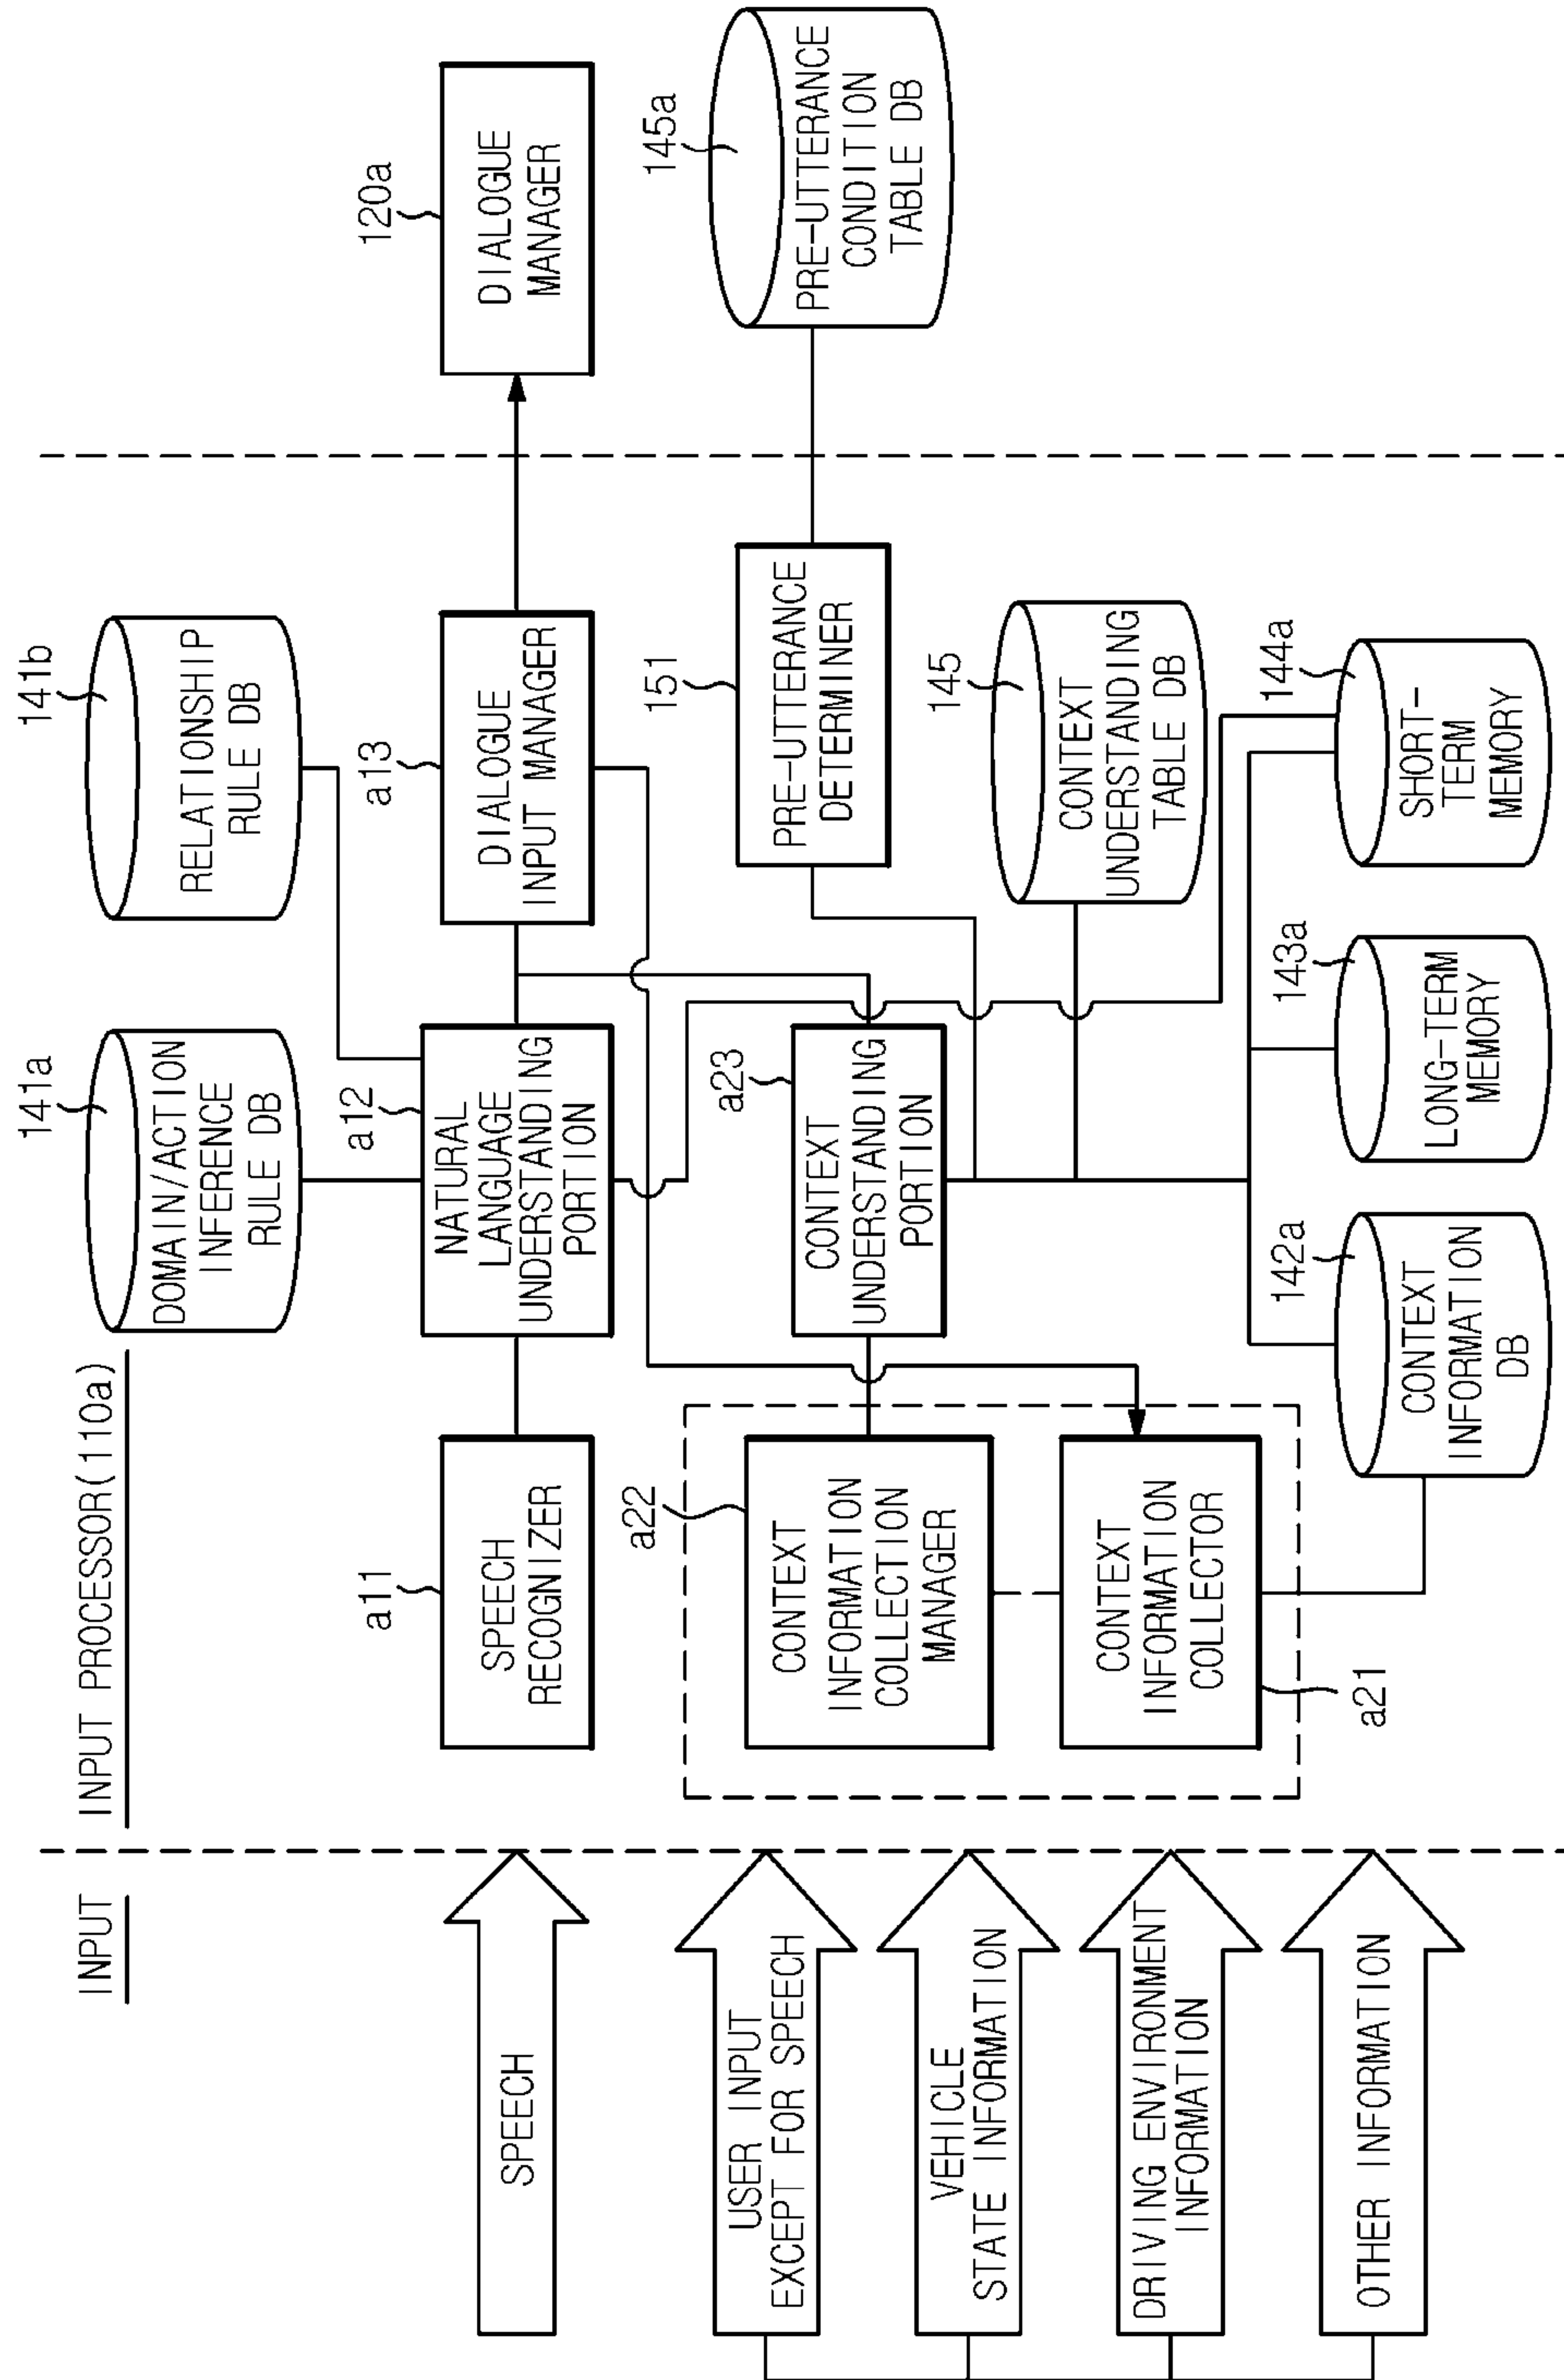 INPUT
INPUT PROCESSOR(110a)
SPEECH
USER INPUT
EXCEPT FOR SPEECH
VEHICLE
STATE INFORMATION
DRIVING ENVIRONMENT
INFORMATION
OTHER INFORMATION
a11
SPEECH
RECOGNIZER
141a
DOMAIN/ACTION
INFERENCE
RULE DB
141b
RELATIONSHIP
RULE DB
a12
NATURAL
LANGUAGE
UNDERSTANDING
PORTION
a13
DIALOGUE
INPUT MANAGER
120a
DIALOGUE
MANAGER
a22
CONTEXT
INFORMATION
COLLECTION
MANAGER
CONTEXT
INFORMATION
COLLECTOR
a21
a23
CONTEXT
UNDERSTANDING
PORTION
151
PRE-UTTERANCE
DETERMINER
145a
PRE-UTTERANCE
CONDITION
TABLE DB
145
CONTEXT
UNDERSTANDING
TABLE DB
142a
CONTEXT
INFORMATION
DB
143a
LONG-TERM
MEMORY
144a
SHORT-
TERM
MEMORY